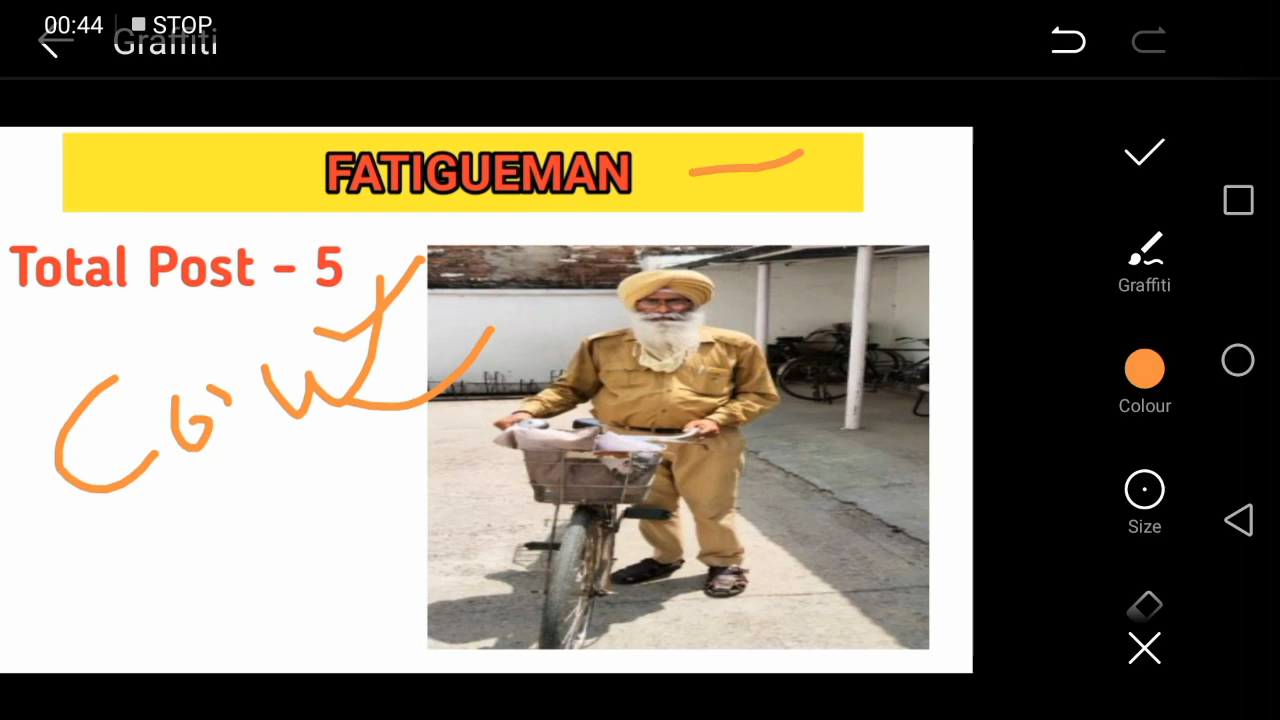 00:44 STOP
Graffiti
FATIGUEMAN
Total Post - 5
Graffiti
Colour
Size